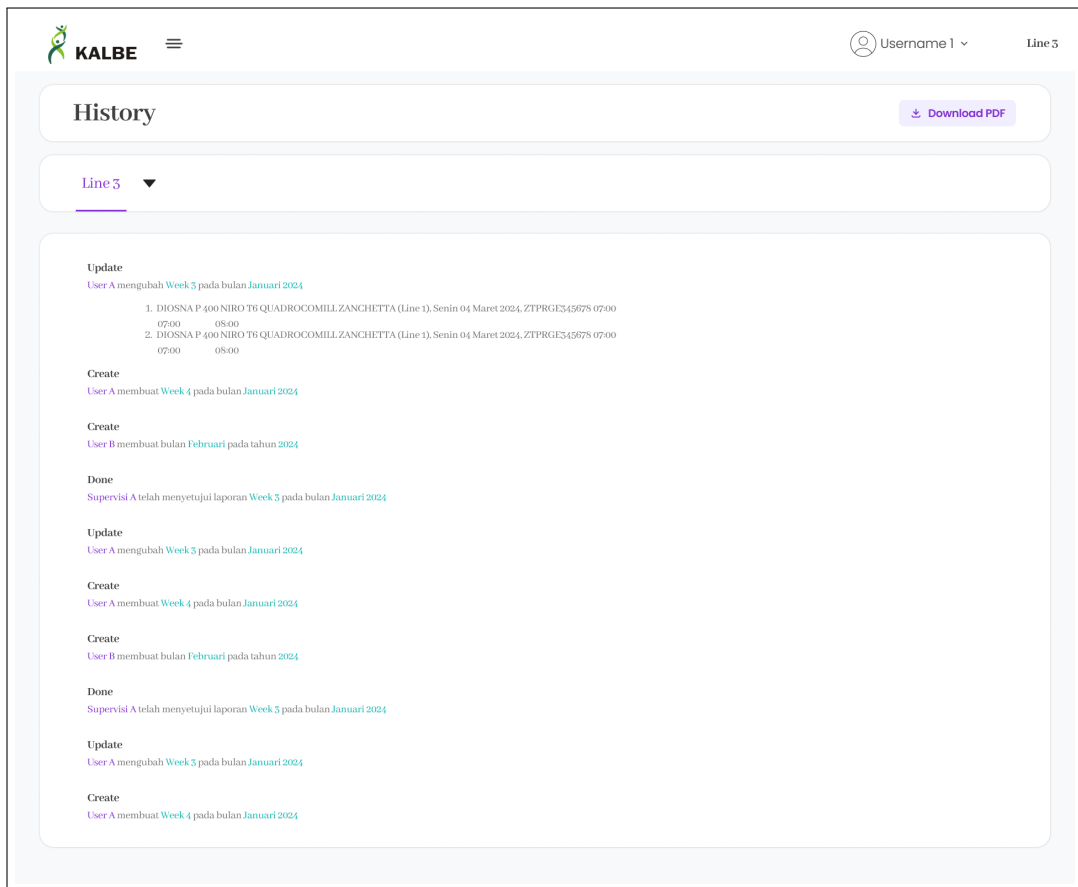 KALBE
Username 1
Line 3
History
Download PDF
Line 3
Update
User A mengubah Week 3 pada bulan Januari 2024
1. DIOSNA P 400 NIRO T6 QUADROCOMILL ZANCHETTA (Line 1), Senin 04 Maret 2024, ZTPRGE345678 07:00
07:00 08:00
2. DIOSNA P 400 NIRO T6 QUADROCOMILL ZANCHETTA (Line 1), Senin 04 Maret 2024, ZTPRGE345678 07:00
07:00 08:00
Create
User A membuat Week 4 pada bulan Januari 2024
Create
User B membuat bulan Februari pada tahun 2024
Done
Supervisi A telah menyetujui laporan Week 3 pada bulan Januari 2024
Update
User A mengubah Week 3 pada bulan Januari 2024
Create
User A membuat Week 4 pada bulan Januari 2024
Create
User B membuat bulan Februari pada tahun 2024
Done
Supervisi A telah menyetujui laporan Week 3 pada bulan Januari 2024
Update
User A mengubah Week 3 pada bulan Januari 2024
Create
User A membuat Week 4 pada bulan Januari 2024